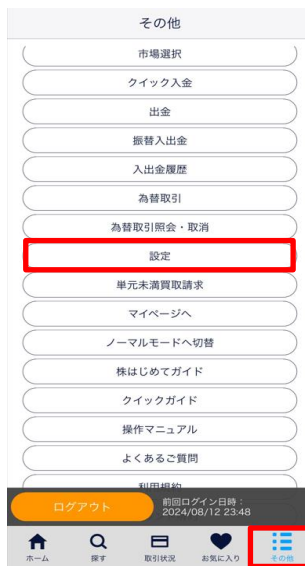 その他
市場選択
クイック入金
出金
振替入出金
入出金履歴
為替取引
為替取引照会・取消
設定
単元未満買取請求
マイページへ
ノーマルモードへ切替
株はじめてガイド
クイックガイド
操作マニュアル
よくあるご質問
利用規約
ログアウト
前回ログイン日時：
2024/08/12 23:48
ホーム
探す
取引状況
お気に入り
その他